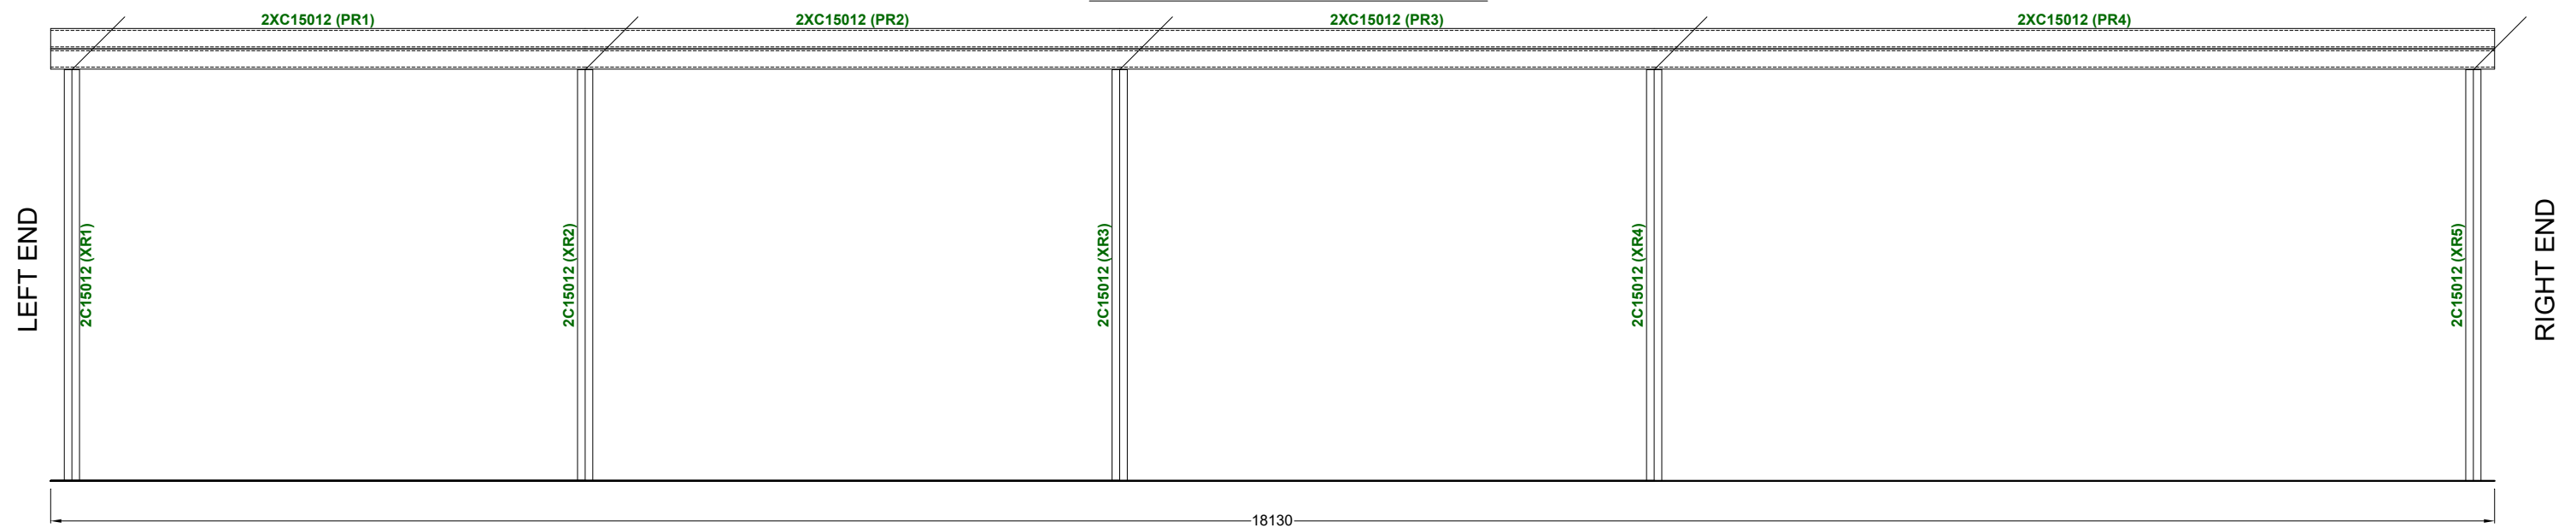 2XC15012 (PR1)
2XC15012 (PR2)
2XC15012 (PR3)
2XC15012 (PR4)
LEFT END
2C15012 (XR1)
2C15012 (XR2)
2C15012 (XR3)
2C15012 (XR4)
2C15012 (XR5)
RIGHT END
18130